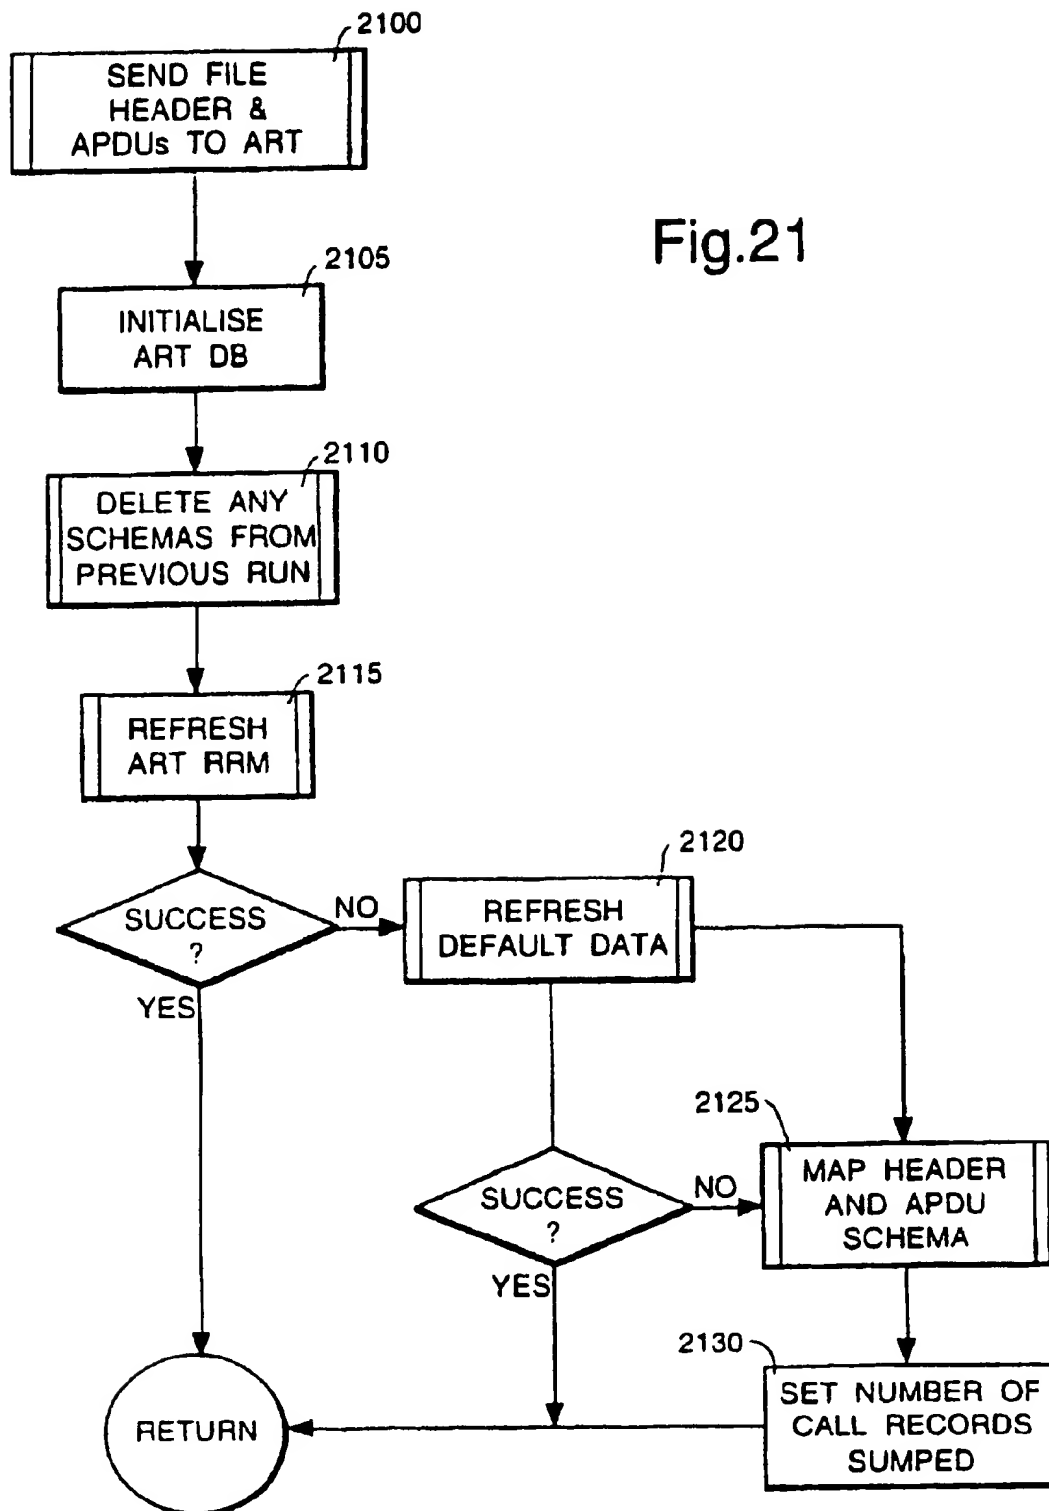 2100
SEND FILE
HEADER &
APDUs TO ART
Fig.21
2105
INITIALISE
ART DB
2110
DELETE ANY
SCHEMAS FROM
PREVIOUS RUN
2115
REFRESH
ART RRM
SUCCESS
?
NO
YES
2120
REFRESH
DEFAULT DATA
SUCCESS
?
NO
YES
2125
MAP HEADER
AND APDU
SCHEMA
2130
SET NUMBER OF
CALL RECORDS
SUMPED
RETURN